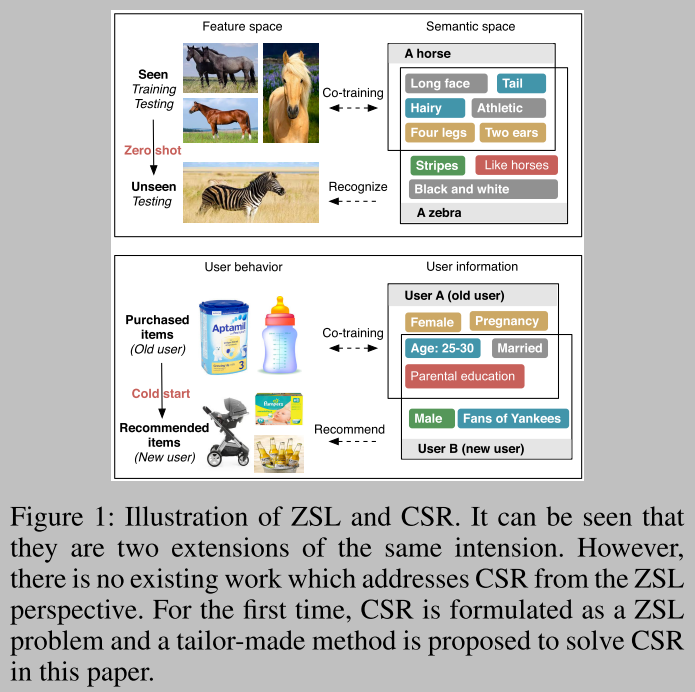 Feature space
Semantic space
Seen
Training
Testing
Zero shot
Unseen
Testing
Co-training
Recognize
A horse
Long face
Tail
Hairy
Athletic
Four legs
Two ears
Stripes
Like horses
Black and white
A zebra
User behavior
User information
Purchased
items
(Old user)
Cold start
Recommended
items
(New user)
Aptamil
3
Pampers
Co-training
Recommend
User A (old user)
Female
Pregnancy
Age: 25-30
Married
Parental education
Male
Fans of Yankees
User B (new user)
Figure 1: Illustration of ZSL and CSR. It can be seen that
they are two extensions of the same intension. However,
there is no existing work which addresses CSR from the ZSL
perspective. For the first time, CSR is formulated as a ZSL
problem and a tailor-made method is proposed to solve CSR
in this paper.